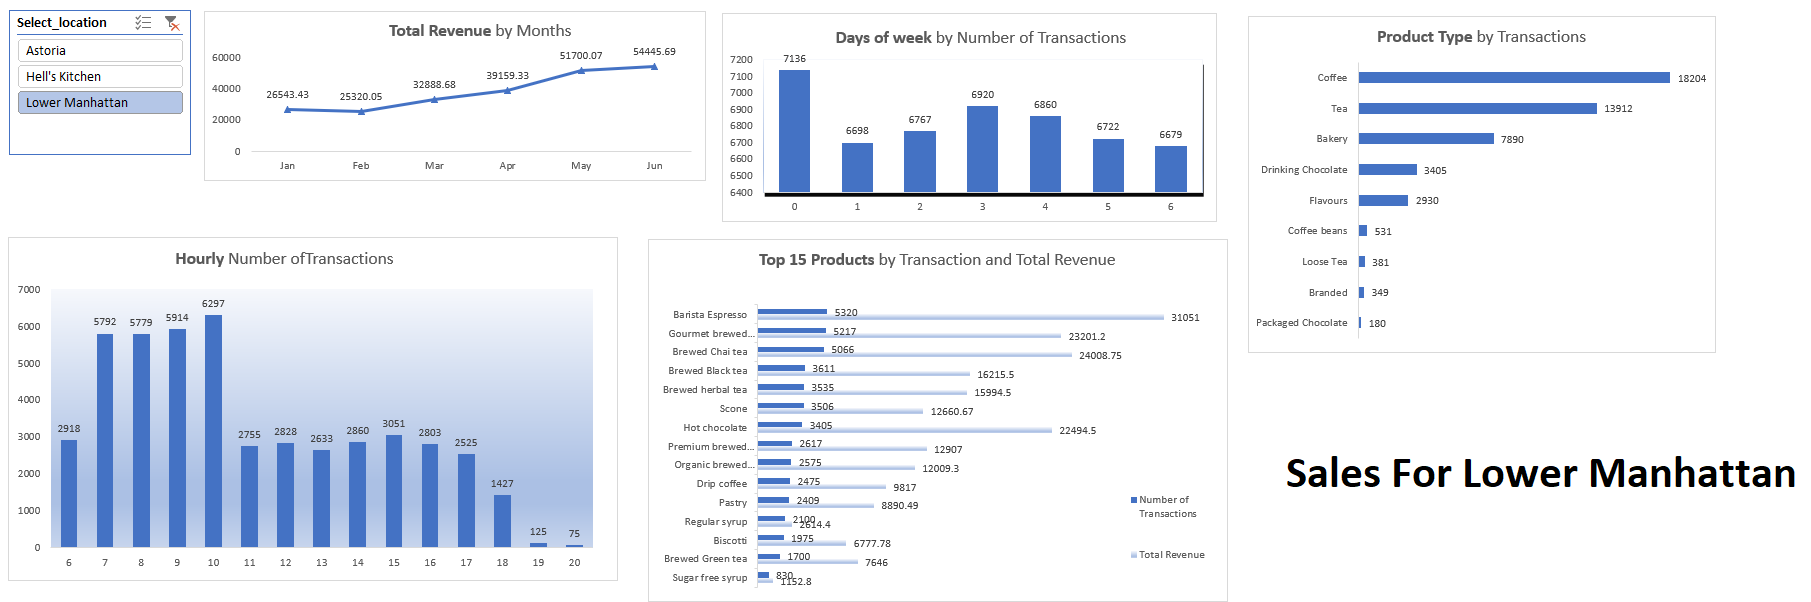 Select_location
Astoria
Hell's Kitchen
Lower Manhattan
Total Revenue by Months
60000
40000
20000
0
26543.43
25320.05
32888.68
39159.33
51700.07
54445.69
Jan
Feb
Mar
Apr
May
Jun
Days of week by Number of Transactions
7200
7100
7000
6900
6800
6700
6600
6500
6400
7136
6698
6767
6920
6860
6722
6679
0
1
2
3
4
5
6
Product Type by Transactions
Coffee 18204
Tea 13912
Bakery 7890
Drinking Chocolate 3405
Flavours 2930
Coffee beans 531
Loose Tea 381
Branded 349
Packaged Chocolate 180
Hourly Number ofTransactions
7000
6000
5000
4000
3000
2000
1000
0
2918
5792
5779
5914
6297
2755
2828
2633
2860
3051
2803
2525
1427
125
75
6
7
8
9
10
11
12
13
14
15
16
17
18
19
20
Top 15 Products by Transaction and Total Revenue
Barista Espresso 5320 31051
Gourmet brewed... 5217 23201.2
Brewed Chai tea 5066 24008.75
Brewed Black tea 3611 16215.5
Brewed herbal tea 3535 15994.5
Scone 3506 12660.67
Hot chocolate 3405 22494.5
Premium brewed... 2617 12907
Organic brewed... 2575 12009.3
Drip coffee 2475 9817
Pastry 2409 8890.49
Regular syrup 2100 2614.4
Biscotti 1975 6777.78
Brewed Green tea 1700 7646
Sugar free syrup 830 1152.8
Number of
Transactions
Total Revenue
Sales For Lower Manhattan